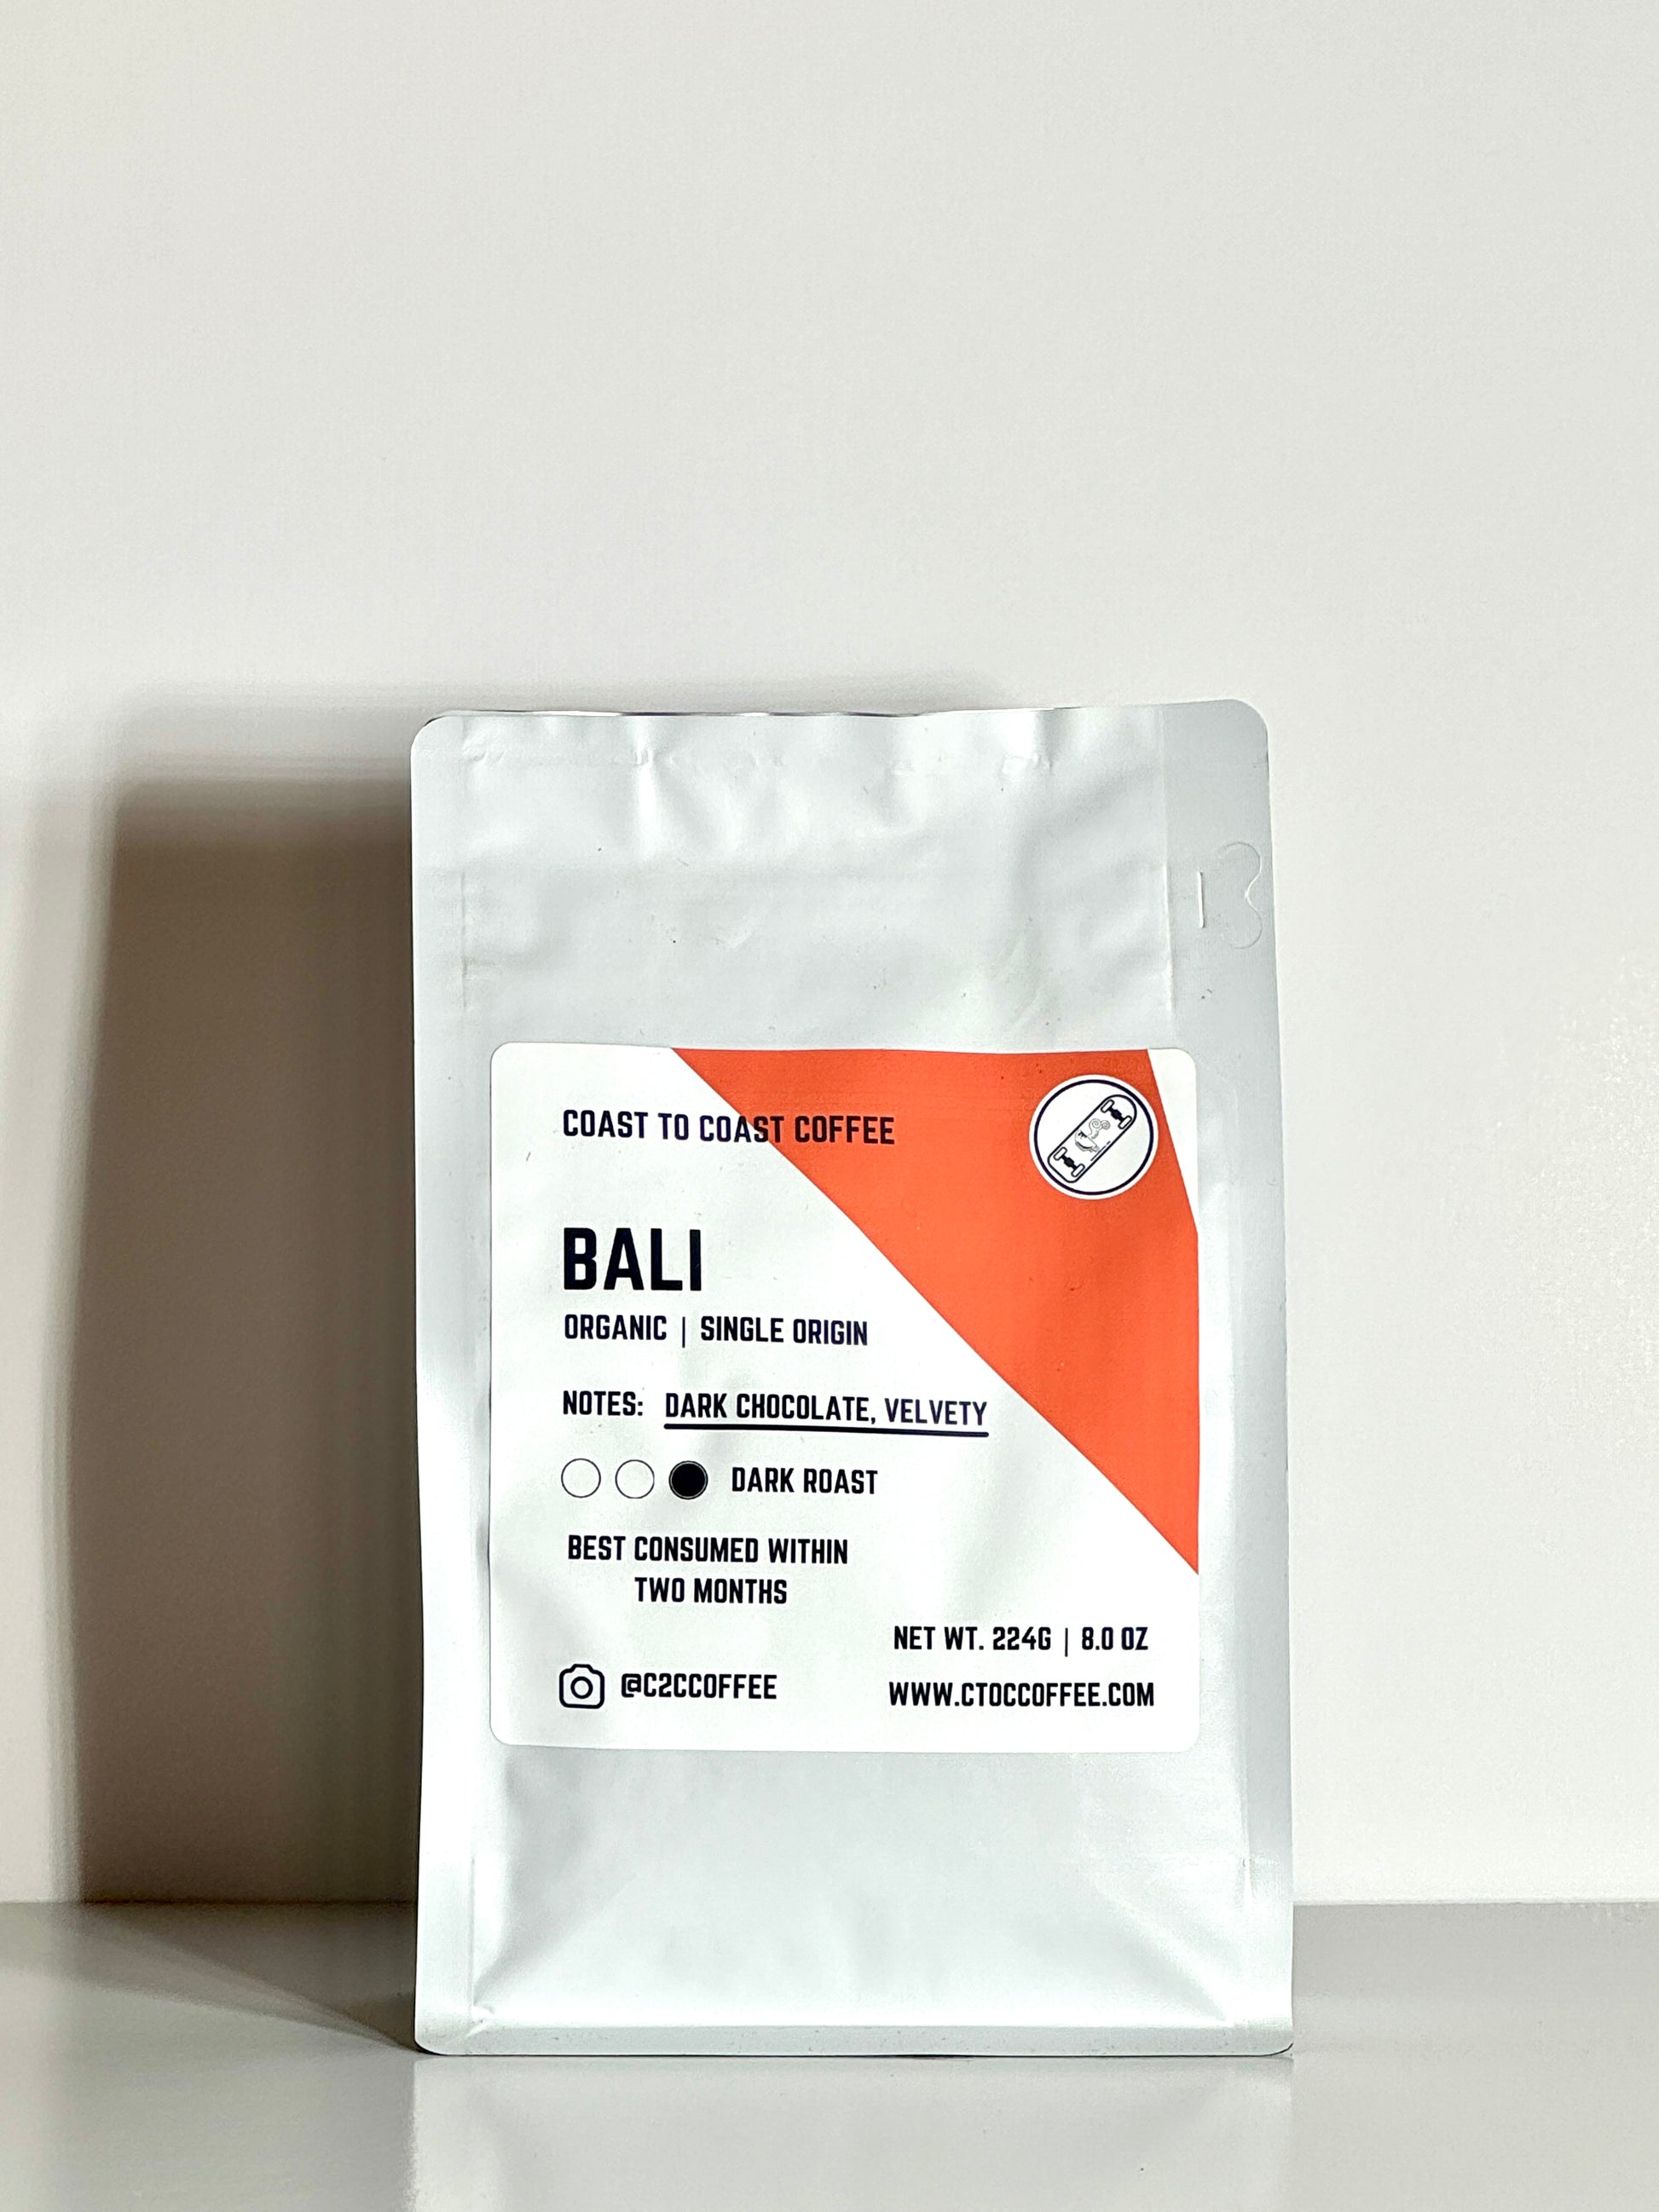 COAST TO COAST COFFEE
BALI
ORGANIC | SINGLE ORIGIN
NOTES: DARK CHOCOLATE, VELVETY
DARK ROAST
BEST CONSUMED WITHIN
TWO MONTHS
NET WT. 224G | 8.0 OZ
@C2CCOFFEE
WWW.CTOCCOFFEE.COM